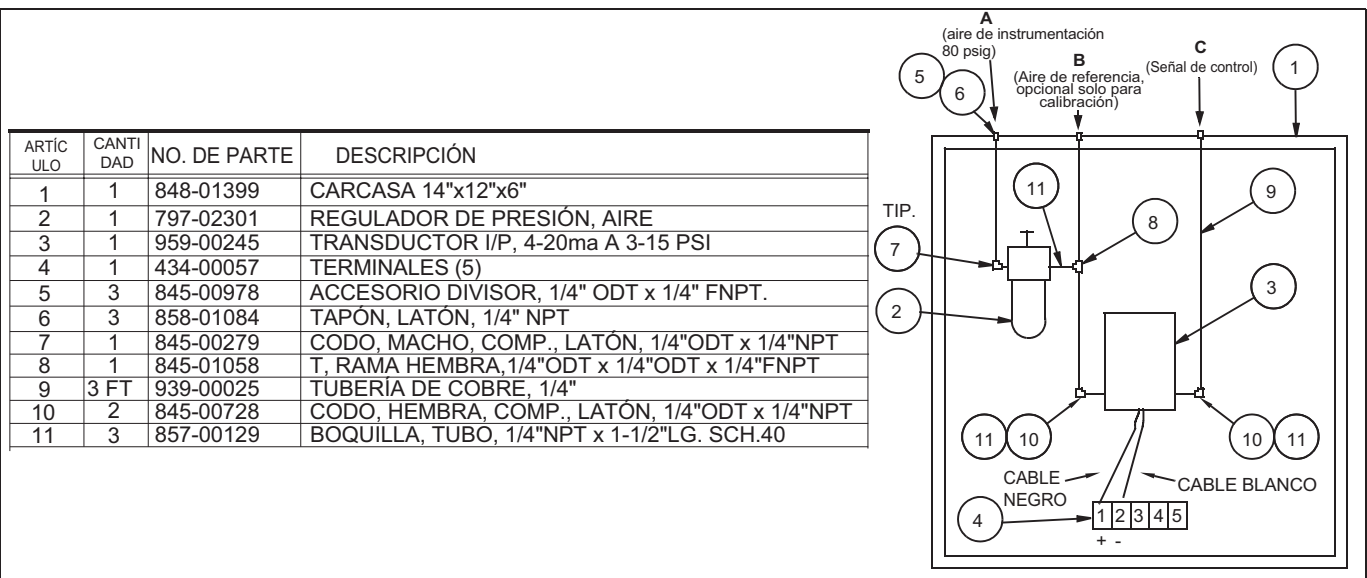 ARTÍC
ULO
CANTI
DAD
NO. DE PARTE
DESCRIPCIÓN
1 1 848-01399 CARCASA 14"x12"x6"
2 1 797-02301 REGULADOR DE PRESIÓN, AIRE
3 1 959-00245 TRANSDUCTOR I/P, 4-20ma A 3-15 PSI
4 1 434-00057 TERMINALES (5)
5 3 845-00978 ACCESORIO DIVISOR, 1/4" ODT x 1/4" FNPT.
6 3 858-01084 TAPÓN, LATÓN, 1/4" NPT
7 1 845-00279 CODO, MACHO, COMP., LATÓN, 1/4"ODT x 1/4"NPT
8 1 845-01058 T, RAMA HEMBRA,1/4"ODT x 1/4"ODT x 1/4"FNPT
9 3 FT 939-00025 TUBERÍA DE COBRE, 1/4"
10 2 845-00728 CODO, HEMBRA, COMP., LATÓN, 1/4"ODT x 1/4"NPT
11 3 857-00129 BOQUILLA, TUBO, 1/4"NPT x 1-1/2"LG. SCH.40
A
(aire de instrumentación
80 psig)
B
(Aire de referencia,
opcional solo para
calibración)
C
(Señal de control)
1
5
6
11
9
8
TIP.
7
3
2
11 10
10 11
CABLE
NEGRO
CABLE BLANCO
4
1 2 3 4 5
+ -